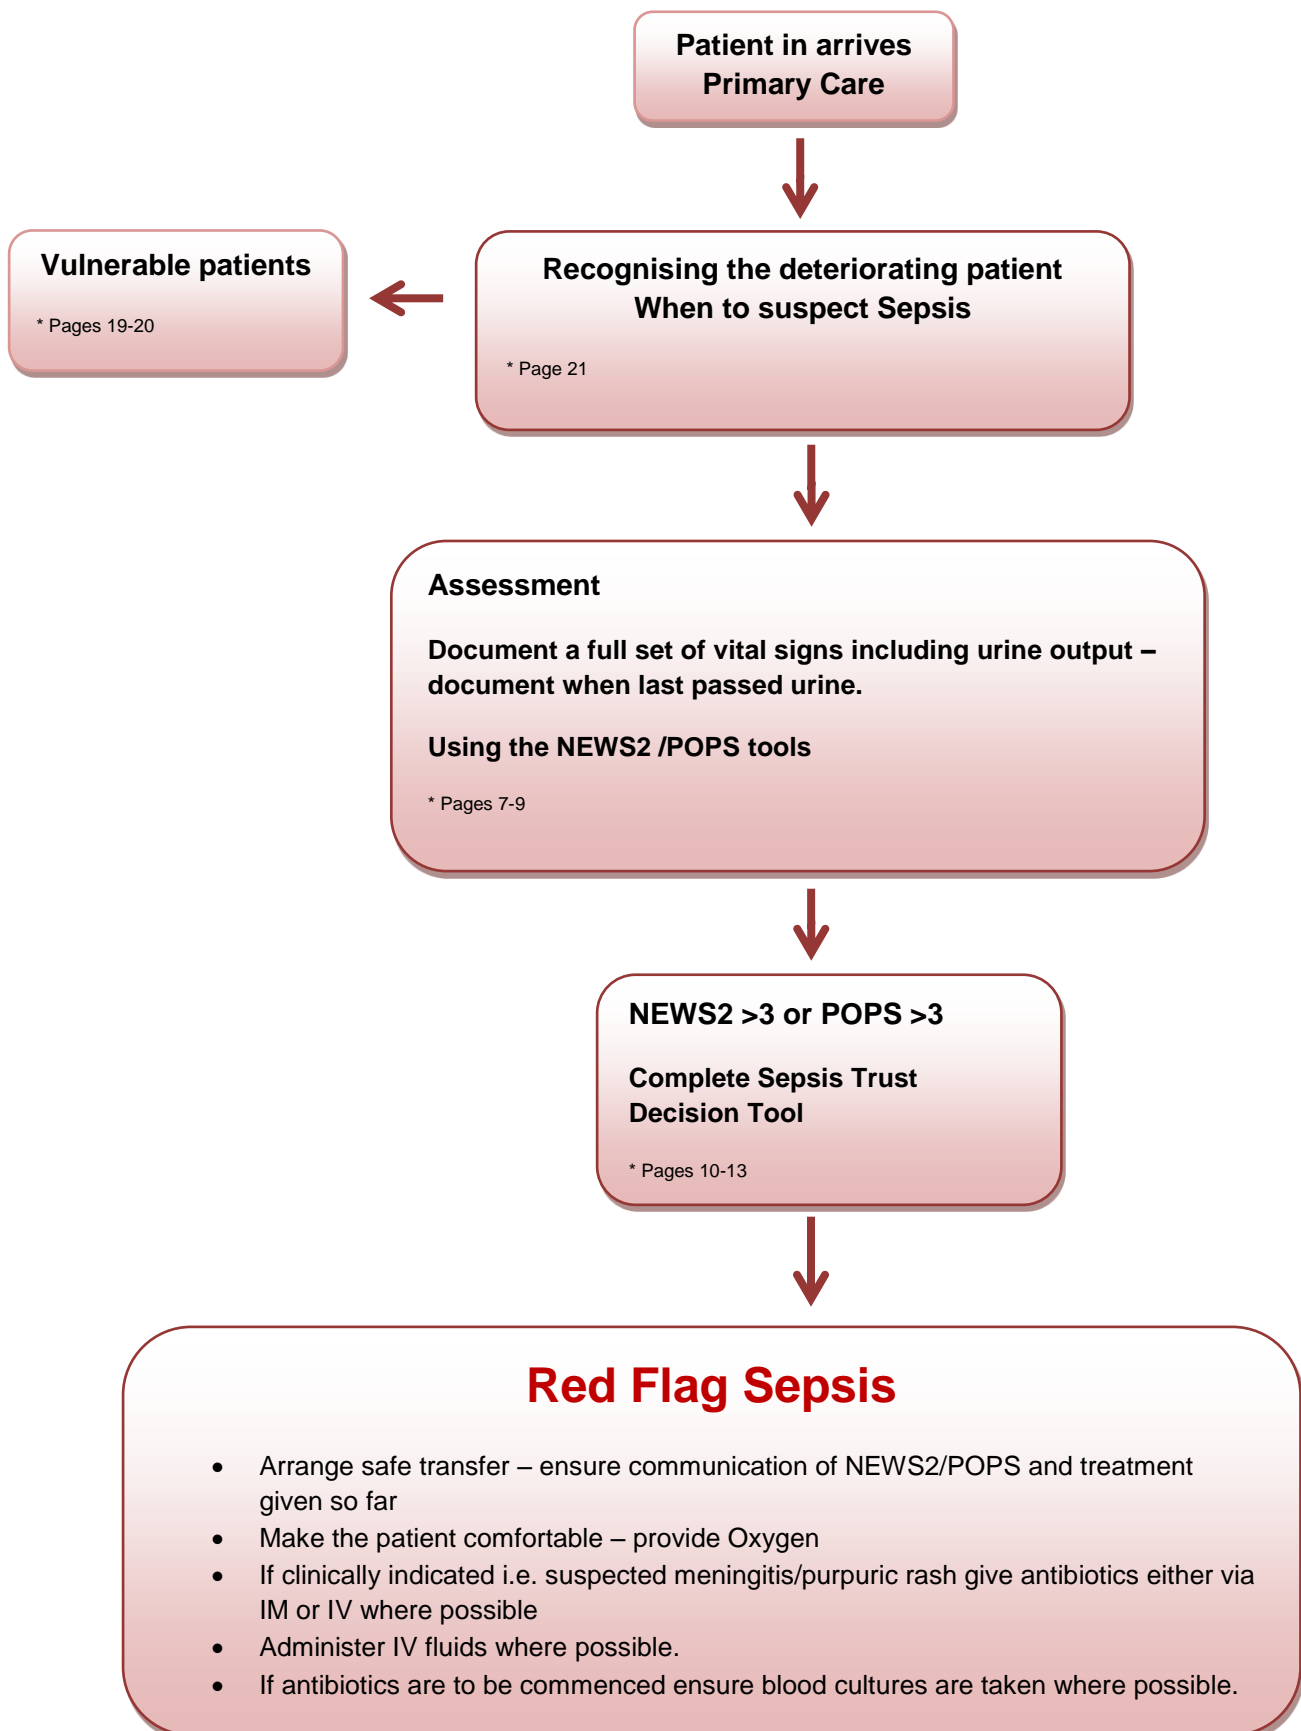 Patient in arrives
Primary Care
Vulnerable patients
* Pages 19-20
Recognising the deteriorating patient
When to suspect Sepsis
* Page 21
Assessment
Document a full set of vital signs including urine output –
document when last passed urine.
Using the NEWS2 /POPS tools
* Pages 7-9
NEWS2 >3 or POPS >3
Complete Sepsis Trust
Decision Tool
* Pages 10-13
Red Flag Sepsis
• Arrange safe transfer – ensure communication of NEWS2/POPS and treatment
given so far
• Make the patient comfortable – provide Oxygen
• If clinically indicated i.e. suspected meningitis/purpuric rash give antibiotics either via
IM or IV where possible
• Administer IV fluids where possible.
• If antibiotics are to be commenced ensure blood cultures are taken where possible.